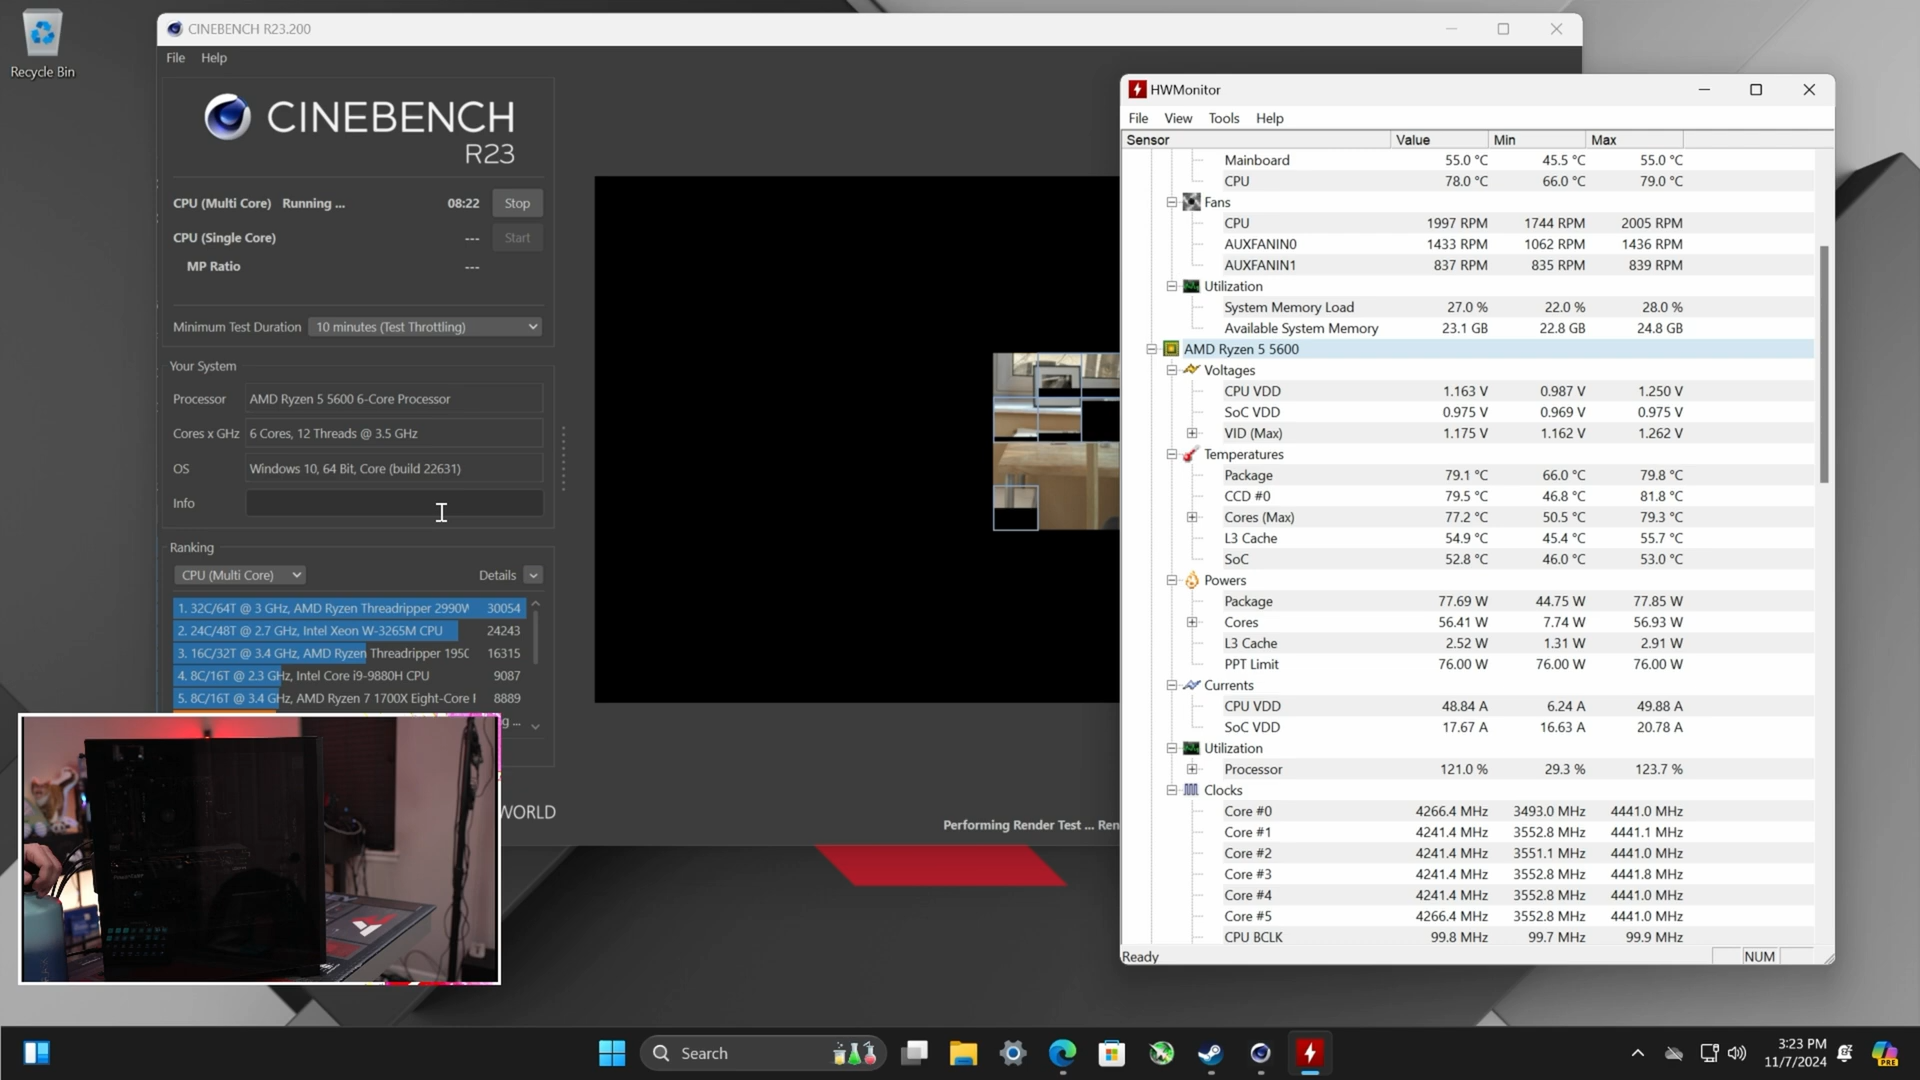 Recycle Bin
CINEBENCH R23.200
File Help
CINEBENCH
R23
CPU (Multi Core) Running ... 08:22 Stop
CPU (Single Core) --- Start
MP Ratio ---
Minimum Test Duration 10 minutes (Test Throttling)
Your System
Processor AMD Ryzen 5 5600 6-Core Processor
Cores x GHz 6 Cores, 12 Threads @ 3.5 GHz
OS Windows 10, 64 Bit, Core (build 22631)
Info
Ranking
CPU (Multi Core) Details
1. 32C/64T @ 3 GHz, AMD Ryzen Threadripper 2990W 30054
2. 24C/48T @ 2.7 GHz, Intel Xeon W-3265M CPU 24243
3. 16C/32T @ 3.4 GHz, AMD Ryzen Threadripper 1950 16315
4. 8C/16T @ 2.3 GHz, Intel Core i9-9880H CPU 9087
5. 8C/16T @ 3.4 GHz, AMD Ryzen 7 1700X Eight-Core 8889
WORLD
Performing Render Test ... Ren
HWMonitor
File View Tools Help
Sensor Value Min Max
Mainboard 55.0 °C 45.5 °C 55.0 °C
CPU 78.0 °C 66.0 °C 79.0 °C
Fans
CPU 1997 RPM 1744 RPM 2005 RPM
AUXFANIN0 1433 RPM 1062 RPM 1436 RPM
AUXFANIN1 837 RPM 835 RPM 839 RPM
Utilization
System Memory Load 27.0 % 22.0 % 28.0 %
Available System Memory 23.1 GB 22.8 GB 24.8 GB
AMD Ryzen 5 5600
Voltages
CPU VDD 1.163 V 0.987 V 1.250 V
SoC VDD 0.975 V 0.969 V 0.975 V
VID (Max) 1.175 V 1.162 V 1.262 V
Temperatures
Package 79.1 °C 66.0 °C 79.8 °C
CCD #0 79.5 °C 46.8 °C 81.8 °C
Cores (Max) 77.2 °C 50.5 °C 79.3 °C
L3 Cache 54.9 °C 45.4 °C 55.7 °C
SoC 52.8 °C 46.0 °C 53.0 °C
Powers
Package 77.69 W 44.75 W 77.85 W
Cores 56.41 W 7.74 W 56.93 W
L3 Cache 2.52 W 1.31 W 2.91 W
PPT Limit 76.00 W 76.00 W 76.00 W
Currents
CPU VDD 48.84 A 6.24 A 49.88 A
SoC VDD 17.67 A 16.63 A 20.78 A
Utilization
Processor 121.0 % 29.3 % 123.7 %
Clocks
Core #0 4266.4 MHz 3493.0 MHz 4441.0 MHz
Core #1 4241.4 MHz 3552.8 MHz 4441.1 MHz
Core #2 4241.4 MHz 3551.1 MHz 4441.0 MHz
Core #3 4241.4 MHz 3552.8 MHz 4441.8 MHz
Core #4 4241.4 MHz 3552.8 MHz 4441.0 MHz
Core #5 4266.4 MHz 3552.8 MHz 4441.0 MHz
CPU BCLK 99.8 MHz 99.7 MHz 99.9 MHz
Ready NUM
Search
3:23 PM
11/7/2024
PRE